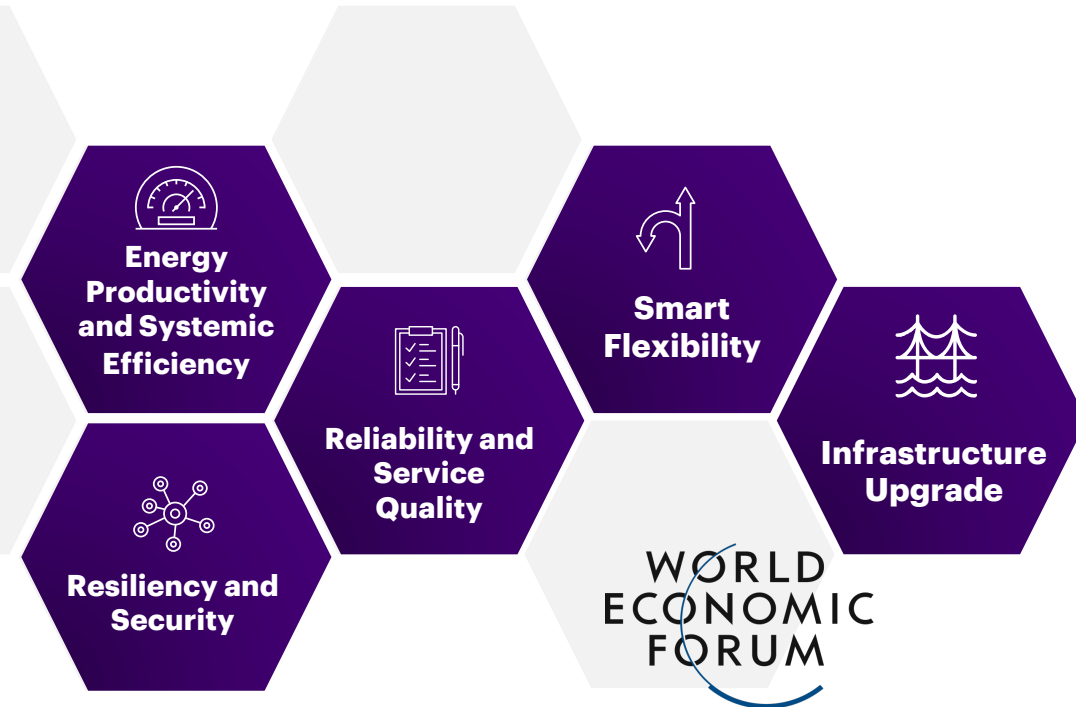 Energy
Productivity
and Systemic
Efficiency
Smart
Flexibility
Reliability and
Service
Quality
Infrastructure
Upgrade
Resiliency and
Security
WORLD
ECONOMIC
FORUM